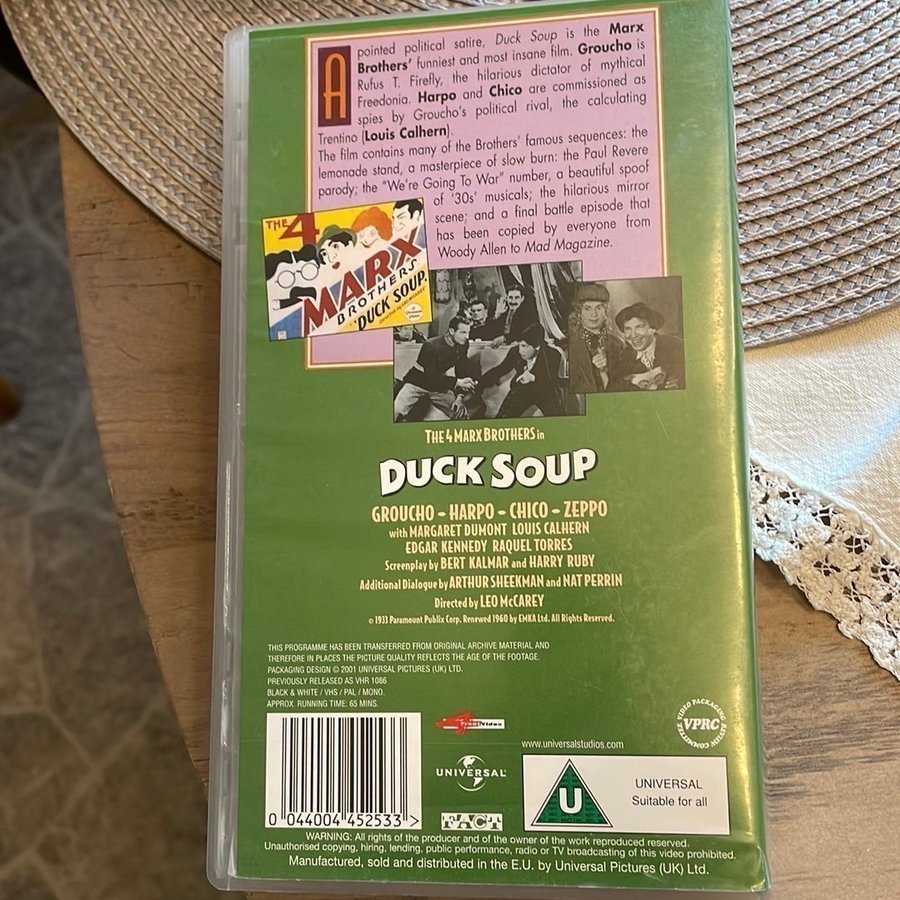 A pointed political satire, Duck Soup is the Marx
Brothers' funniest and most insane film. Groucho is
Rufus T. Firefly, the hilarious dictator of mythical
Freedonia. Harpo and Chico are commissioned as
spies by Groucho's political rival, the calculating
Trentino (Louis Calhern).
The film contains many of the Brothers' famous sequences: the
lemonade stand, a masterpiece of slow burn: the Paul Revere
parody; the "We're Going To War" number, a beautiful spoof
of '30s' musicals; the hilarious mirror
scene; and a final battle episode that
has been copied by everyone from
Woody Allen to Mad Magazine.
THE 4
MARX
BROTHERS
"DUCK SOUP"
THE 4 MARX BROTHERS in
DUCK SOUP
GROUCHO - HARPO - CHICO - ZEPPO
with MARGARET DUMONT LOUIS CALHERN
EDGAR KENNEDY RAQUEL TORRES
Screenplay by BERT KALMAR and HARRY RUBY
Additional Dialogue by ARTHUR SHEEKMAN and NAT PERRIN
Directed by LEO McCAREY
© 1933 Paramount Publix Corp. Renewed 1960 by EMKA Ltd. All Rights Reserved.
THIS PROGRAMME HAS BEEN TRANSFERRED FROM ORIGINAL ARCHIVE MATERIAL AND
THEREFORE IN PLACES THE PICTURE QUALITY REFLECTS THE AGE OF THE FOOTAGE.
PACKAGING DESIGN © 2001 UNIVERSAL PICTURES (UK) LTD.
PREVIOUSLY RELEASED AS VHR 1086
BLACK & WHITE / VHS / PAL / MONO.
APPROX. RUNNING TIME: 65 MINS.
VIDEO PACKAGING REVIEW COMMITTEE
VPRC
www.universalstudios.com
UNIVERSAL
U
UNIVERSAL
Suitable for all
0 044004 452533 >
FACT
WARNING: All rights of the producer and of the owner of the work reproduced reserved.
Unauthorised copying, hiring, lending, public performance, radio or TV broadcasting of this video prohibited.
Manufactured, sold and distributed in the E.U. by Universal Pictures (UK) Ltd.